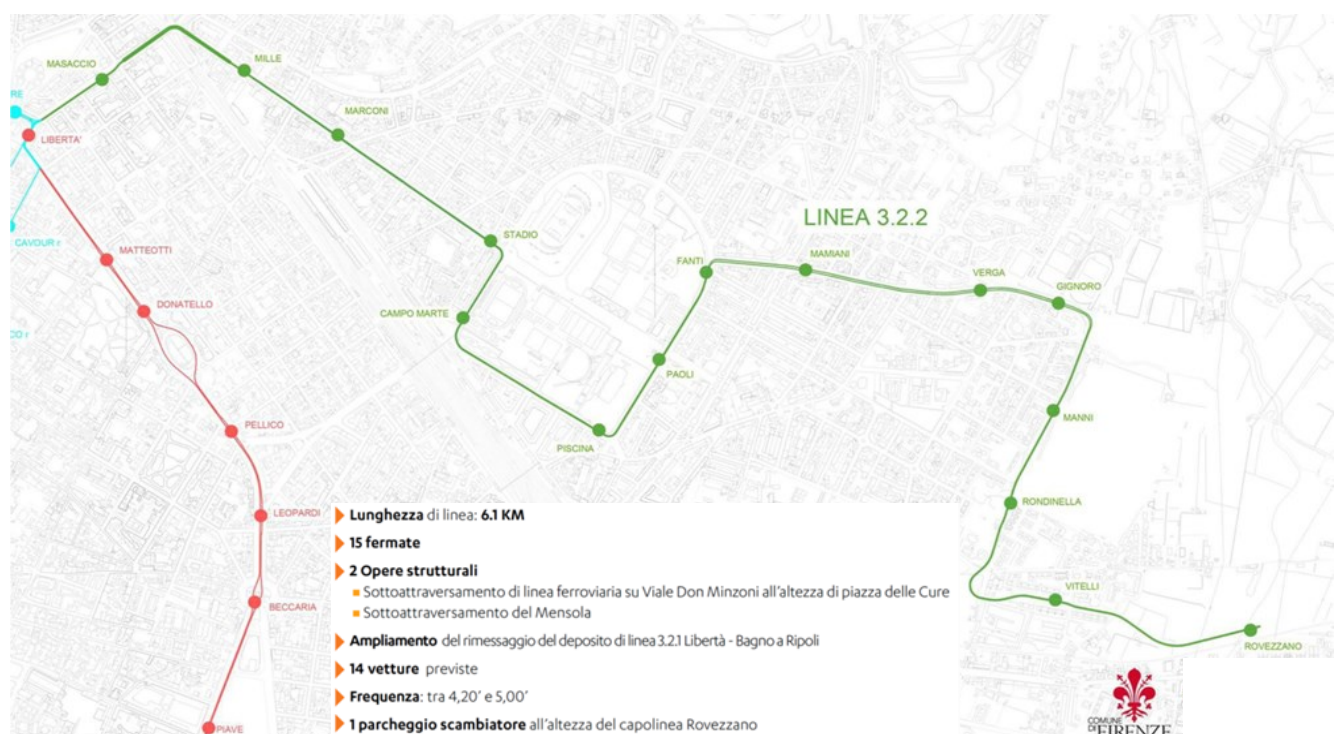 MASACCIO
MILLE
RE
LIBERTA'
MARCONI
LINEA 3.2.2
CAVOUR r
MATTEOTTI
STADIO
MAMIANI
FANTI
VERGA
GIGNORO
DONATELLO
CAMPO MARTE
CO r
PAOLI
MANNI
PELLICO
PISCINA
LEOPARDI
RONDINELLA
BECCARIA
VITELLI
ROVEZZANO
PIAVE
Lunghezza di linea: 6.1 KM
15 fermate
2 Opere strutturali
Sottoattraversamento di linea ferroviaria su Viale Don Minzoni all'altezza di piazza delle Cure
Sottoattraversamento del Mensola
Ampliamento del rimessaggio del deposito di linea 3.2.1 Libertà - Bagno a Ripoli
14 vetture previste
Frequenza: tra 4,20' e 5,00'
1 parcheggio scambiatore all'altezza del capolinea Rovezzano
COMUNE
DI FIRENZE